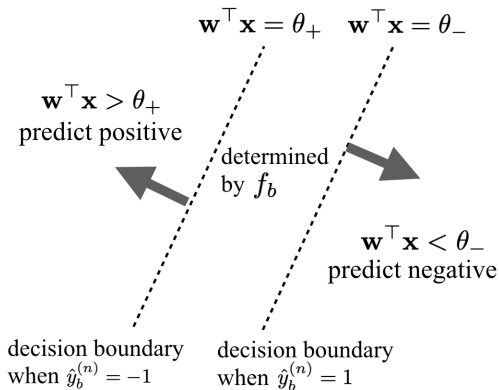 w⊤x = θ+
w⊤x = θ−
w⊤x > θ+
predict positive
determined
by f_b
w⊤x < θ−
predict negative
decision boundary
when ŷ_b^(n) = −1
decision boundary
when ŷ_b^(n) = 1